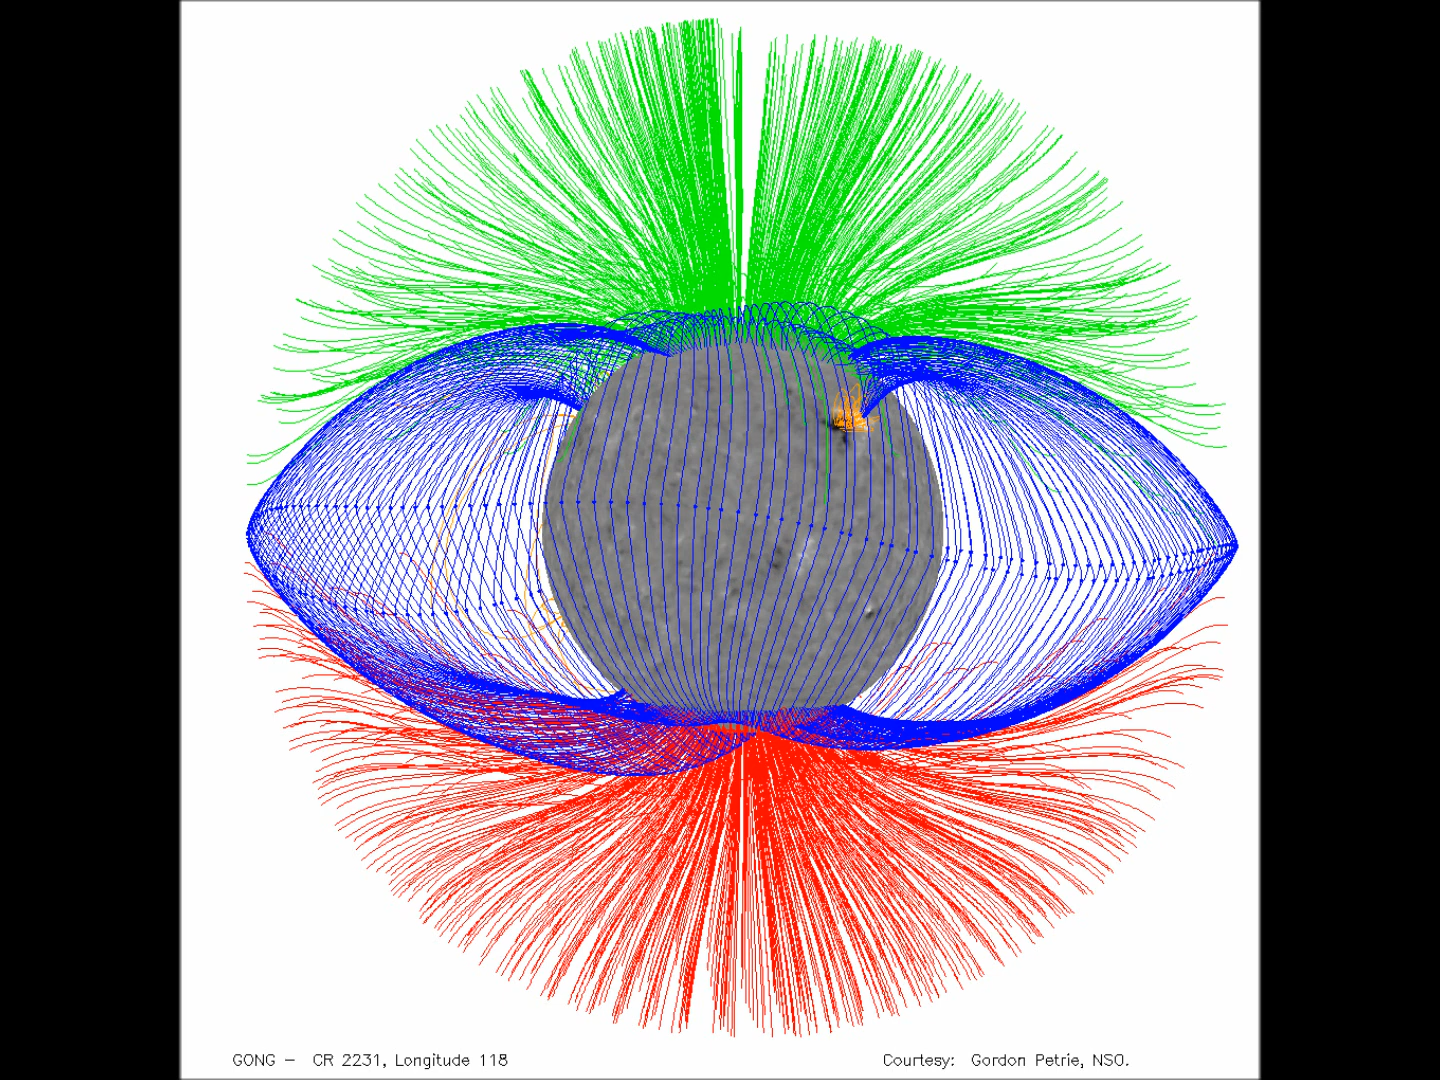 GONG – CR 2231, Longitude 118
Courtesy: Gordon Petrie, NSO.